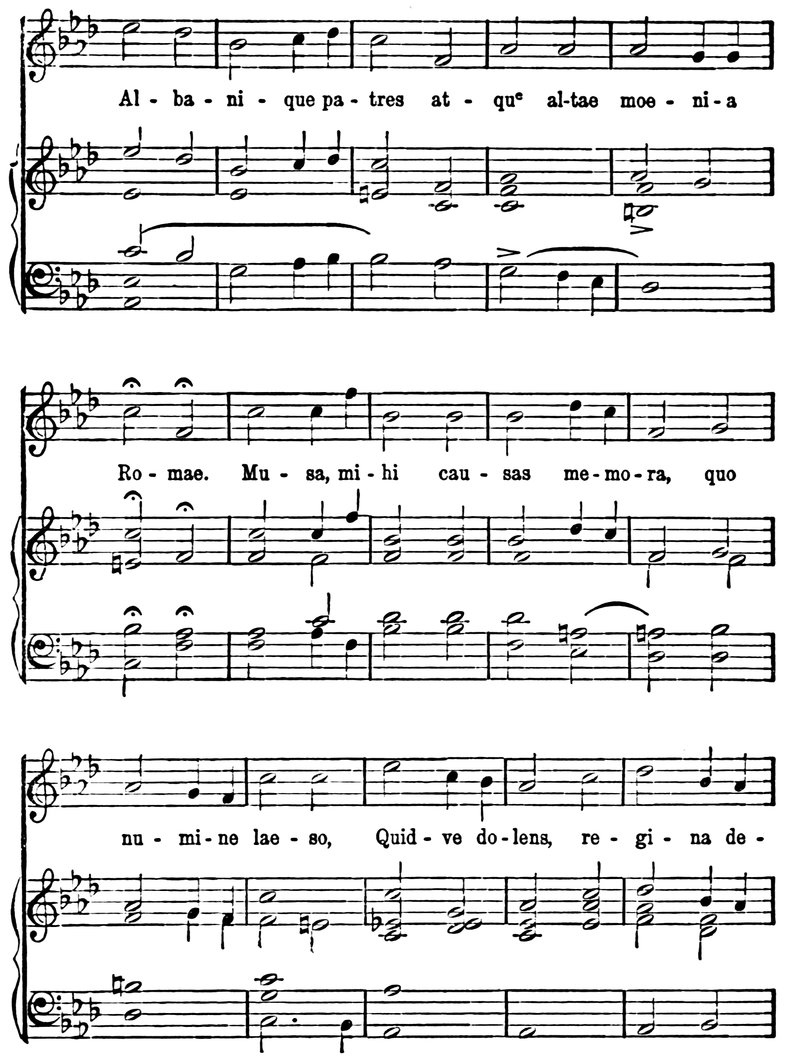 Al - ba - ni - que pa - tres at - quᵉ al-tae moe - ni - a
Ro - mae. Mu - sa, mi - hi cau - sas me - mo - ra, quo
nu - mi - ne lae - so, Quid - ve do - lens, re - gi - na de -